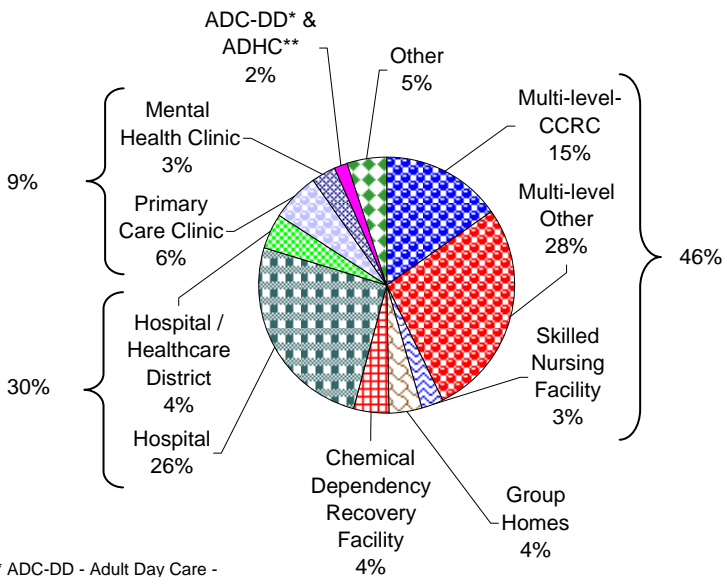 ADC-DD* &
ADHC**
2%
Other
5%
Multi-level-
CCRC
15%
Multi-level
Other
28%
46%
Skilled
Nursing
Facility
3%
Group
Homes
4%
Chemical
Dependency
Recovery
Facility
4%
Mental
Health Clinic
3%
9%
Primary
Care Clinic
6%
Hospital /
Healthcare
District
4%
30%
Hospital
26%
* ADC-DD - Adult Day Care -